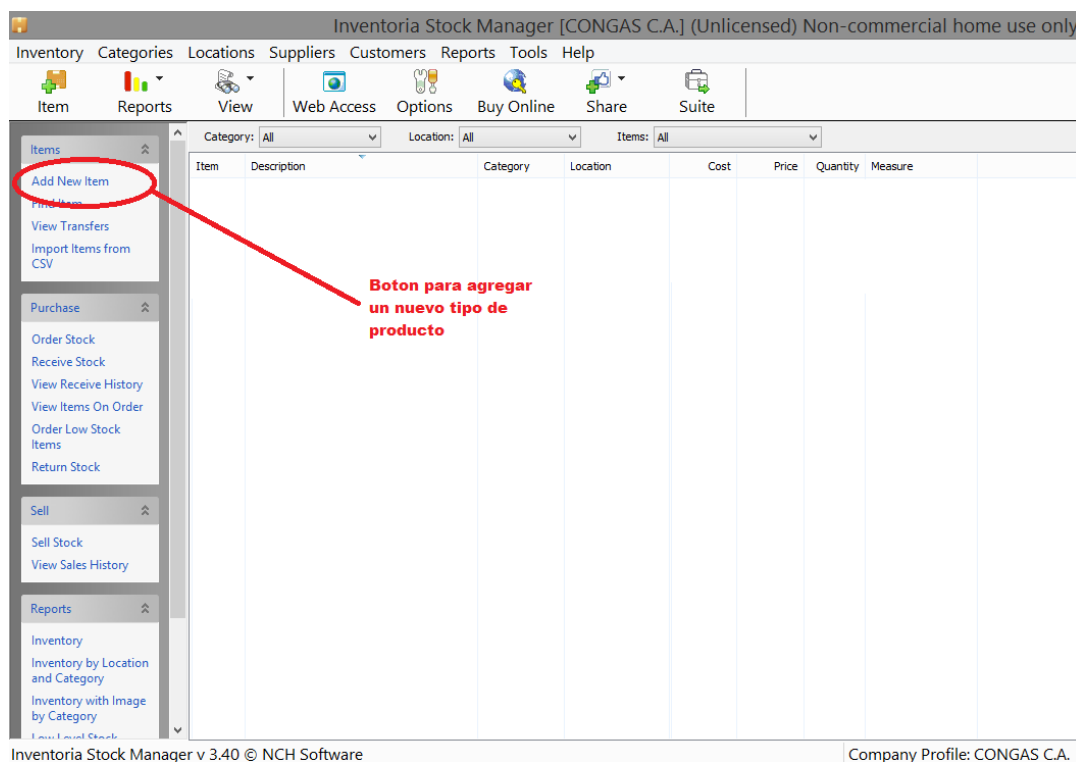 Inventoria Stock Manager [CONGAS C.A.] (Unlicensed) Non-commercial home use only
Inventory Categories Locations Suppliers Customers Reports Tools Help
Item Reports View Web Access Options Buy Online Share Suite
Category: All Location: All Items: All
Item Description Category Location Cost Price Quantity Measure
Items
Add New Item
Find Item
View Transfers
Import Items from
CSV
Boton para agregar
un nuevo tipo de
producto
Purchase
Order Stock
Receive Stock
View Receive History
View Items On Order
Order Low Stock
Items
Return Stock
Sell
Sell Stock
View Sales History
Reports
Inventory
Inventory by Location
and Category
Inventory with Image
by Category
Low Level Stock
Inventoria Stock Manager v 3.40 © NCH Software
Company Profile: CONGAS C.A.